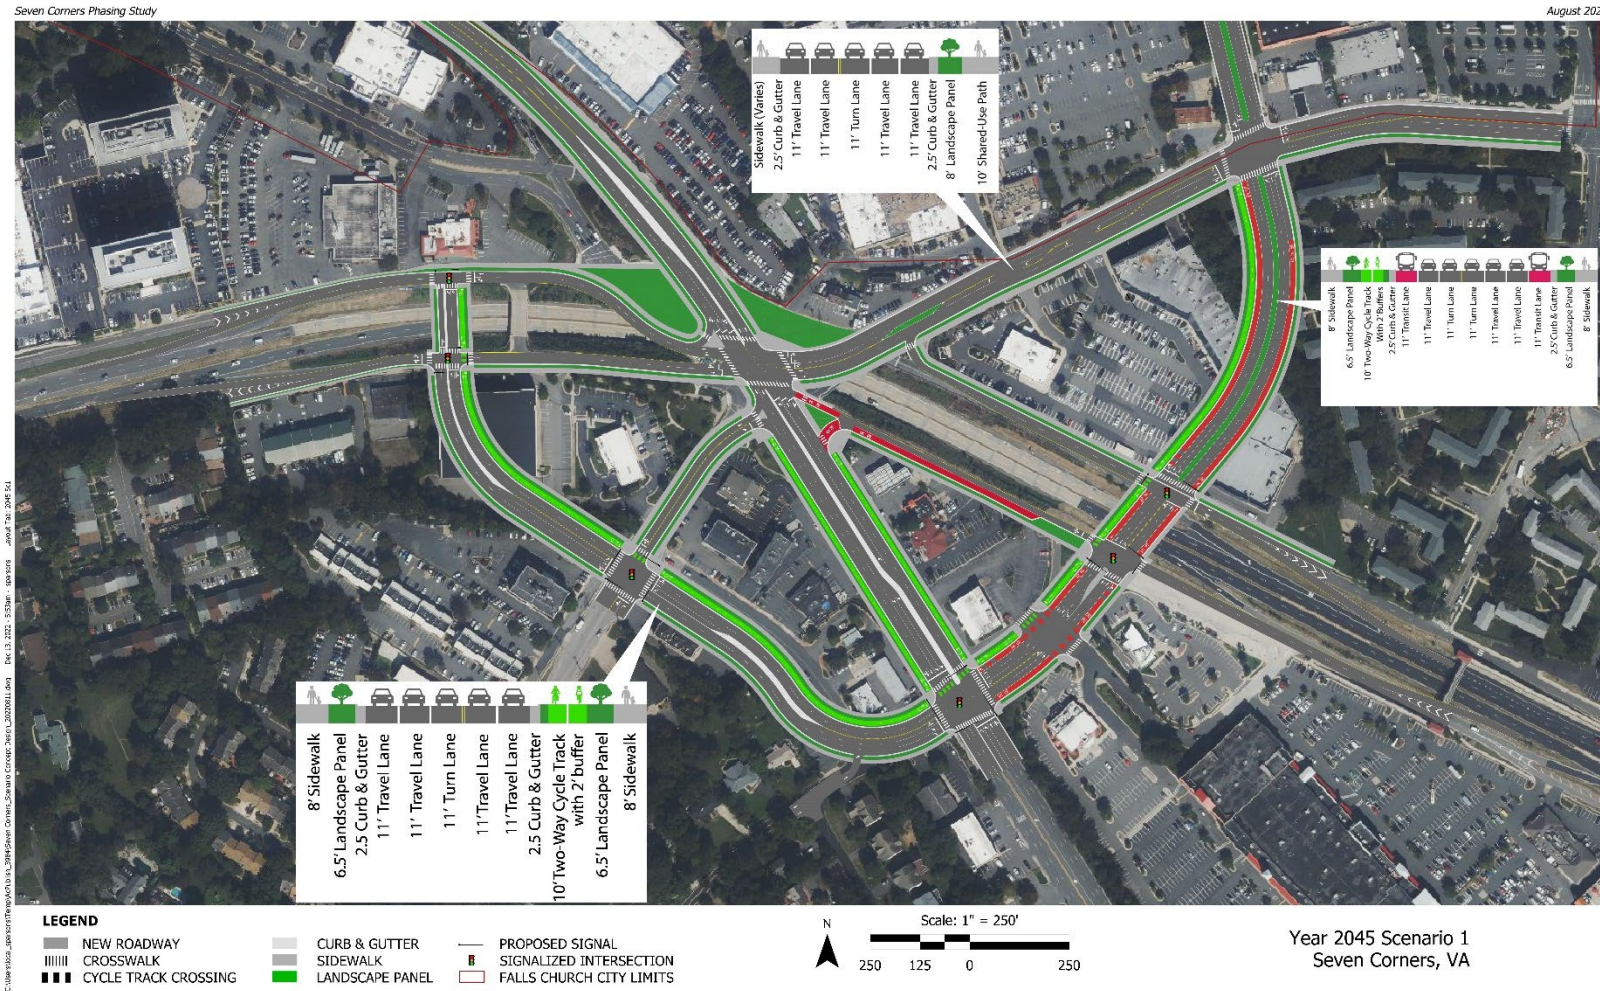 Seven Corners Phasing Study
August 202
Sidewalk (Varies)
2.5' Curb & Gutter
11' Travel Lane
11' Travel Lane
11' Turn Lane
11' Travel Lane
11' Travel Lane
2.5' Curb & Gutter
8' Landscape Panel
10' Shared-Use Path
8' Sidewalk
6.5' Landscape Panel
10' Two-Way Cycle Track
With 2' Buffers
2.5' Curb & Gutter
11' Transit Lane
11' Travel Lane
11' Turn Lane
11' Turn Lane
11' Travel Lane
11' Travel Lane
11' Transit Lane
2.5' Curb & Gutter
6.5' Landscape Panel
8' Sidewalk
8' Sidewalk
6.5' Landscape Panel
2.5 Curb & Gutter
11' Travel Lane
11' Travel Lane
11' Turn Lane
11'Travel Lane
11'Travel Lane
2.5 Curb & Gutter
10'Two-Way Cycle Track
with 2' buffer
6.5' Landscape Panel
8' Sidewalk
LEGEND
NEW ROADWAY
CROSSWALK
CYCLE TRACK CROSSING
CURB & GUTTER
SIDEWALK
LANDSCAPE PANEL
PROPOSED SIGNAL
SIGNALIZED INTERSECTION
FALLS CHURCH CITY LIMITS
N
Scale: 1" = 250'
250 125 0 250
Year 2045 Scenario 1
Seven Corners, VA